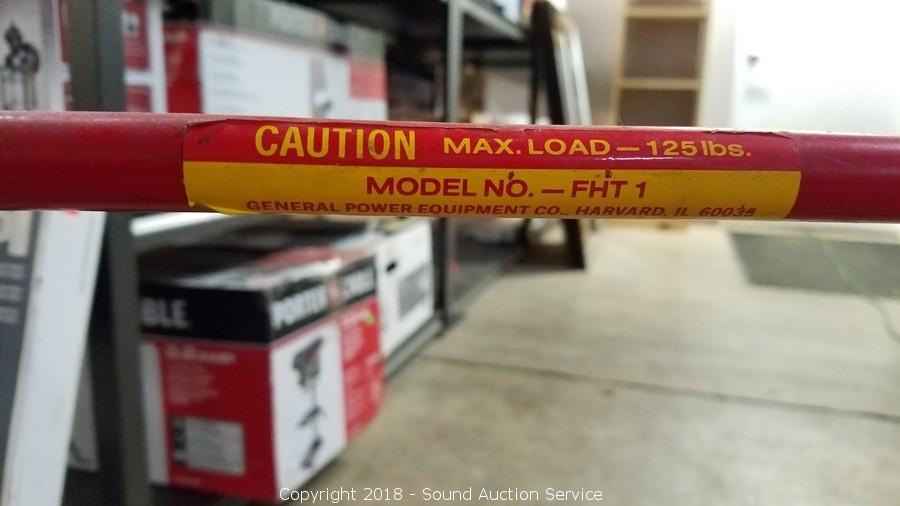 CAUTION MAX. LOAD — 125 lbs.
MODEL NO. — FHT 1
GENERAL POWER EQUIPMENT CO., HARVARD, IL 60033
BLE
PORTER CABLE
Copyright 2018 - Sound Auction Service